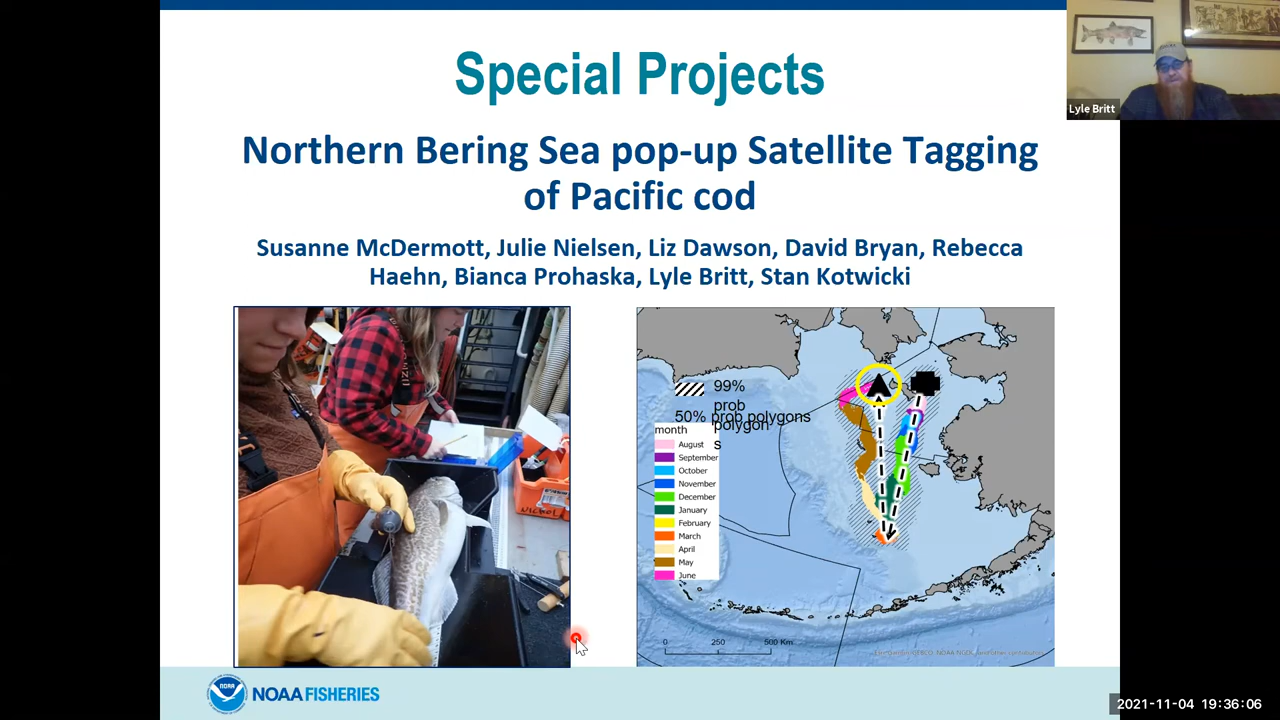 Special Projects
Lyle Britt
Northern Bering Sea pop-up Satellite Tagging
of Pacific cod
Susanne McDermott, Julie Nielsen, Liz Dawson, David Bryan, Rebecca
Haehn, Bianca Prohaska, Lyle Britt, Stan Kotwicki
99%
prob
polygon
s
50% prob polygons
month
August
September
October
November
December
January
February
March
April
May
June
0 250 500 Km
NOAA
NOAA FISHERIES
2021-11-04 19:36:06